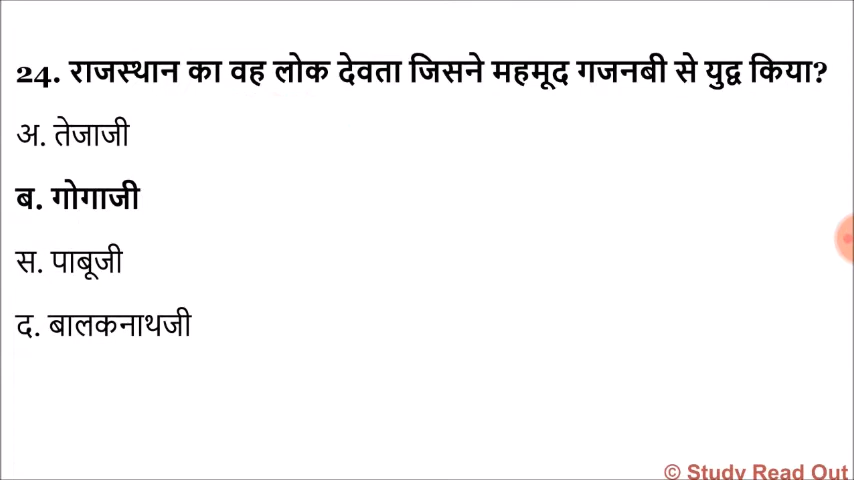 24. राजस्थान का वह लोक देवता जिसने महमूद गजनबी से युद्व किया?
अ. तेजाजी
ब. गोगाजी
स. पाबूजी
द. बालकनाथजी
© Study Read Out